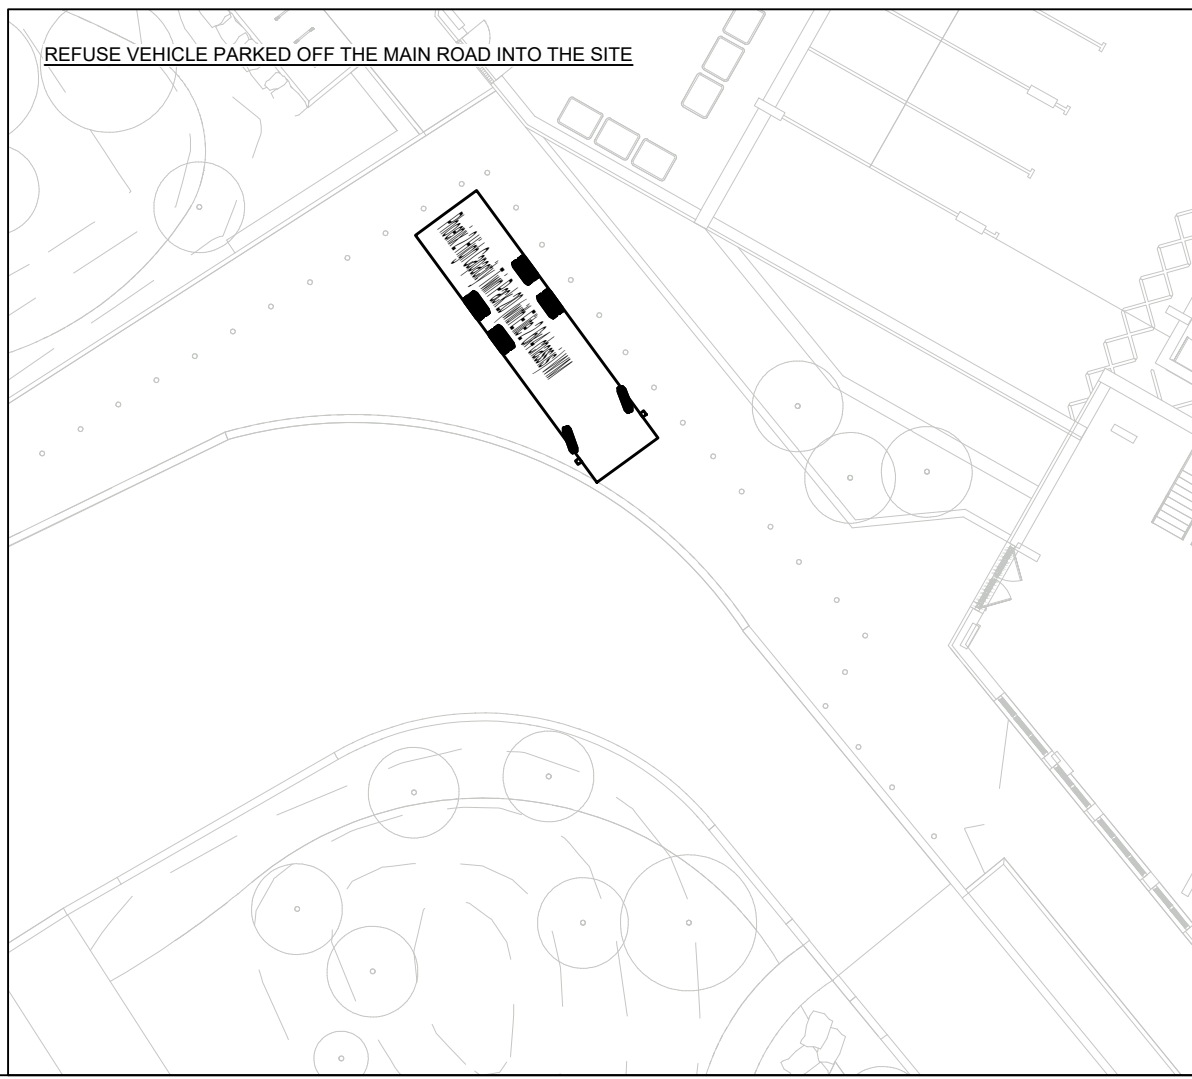 REFUSE VEHICLE PARKED OFF THE MAIN ROAD INTO THE SITE